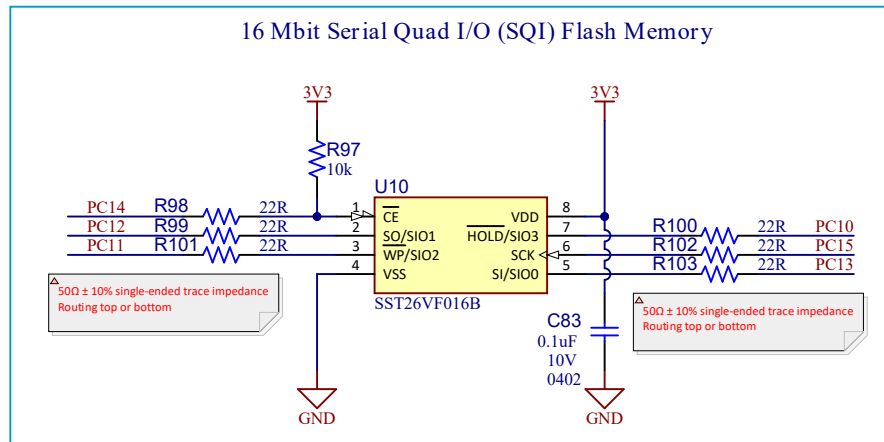 16 Mbit Serial Quad I/O (SQI) Flash Memory
3V3
3V3
R97
10k
U10
PC14 R98 22R 1 CE VDD 8
PC12 R99 22R 2 SO/SIO1 HOLD/SIO3 7 R100 22R PC10
PC11 R101 22R 3 WP/SIO2 SCK 6 R102 22R PC15
4 VSS SI/SIO0 5 R103 22R PC13
SST26VF016B
50Ω ± 10% single-ended trace impedance
Routing top or bottom
50Ω ± 10% single-ended trace impedance
Routing top or bottom
C83
0.1uF
10V
0402
GND
GND